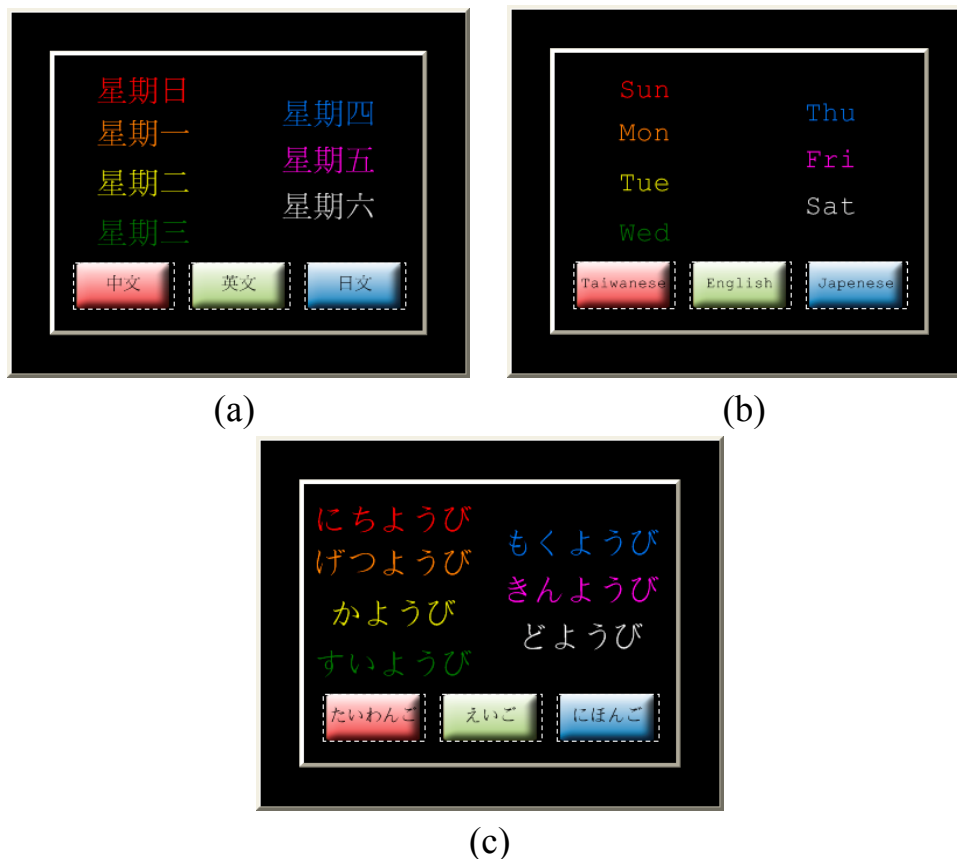 星期日
星期一
星期二
星期三
星期四
星期五
星期六
中文
英文
日文
(a)
Sun
Mon
Tue
Wed
Thu
Fri
Sat
Taiwanese
English
Japenese
(b)
にちようび
げつようび
かようび
すいようび
もくようび
きんようび
どようび
たいわんご
えいご
にほんご
(c)